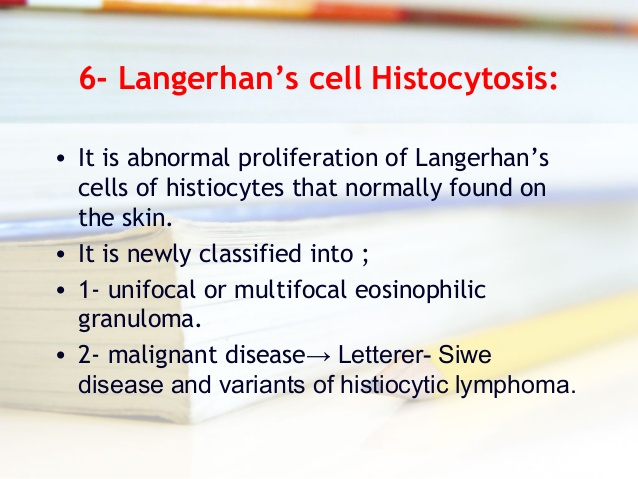 6- Langerhan’s cell Histocytosis:
• It is abnormal proliferation of Langerhan’s
cells of histiocytes that normally found on
the skin.
• It is newly classified into ;
• 1- unifocal or multifocal eosinophilic
granuloma.
• 2- malignant disease→ Letterer- Siwe
disease and variants of histiocytic lymphoma.